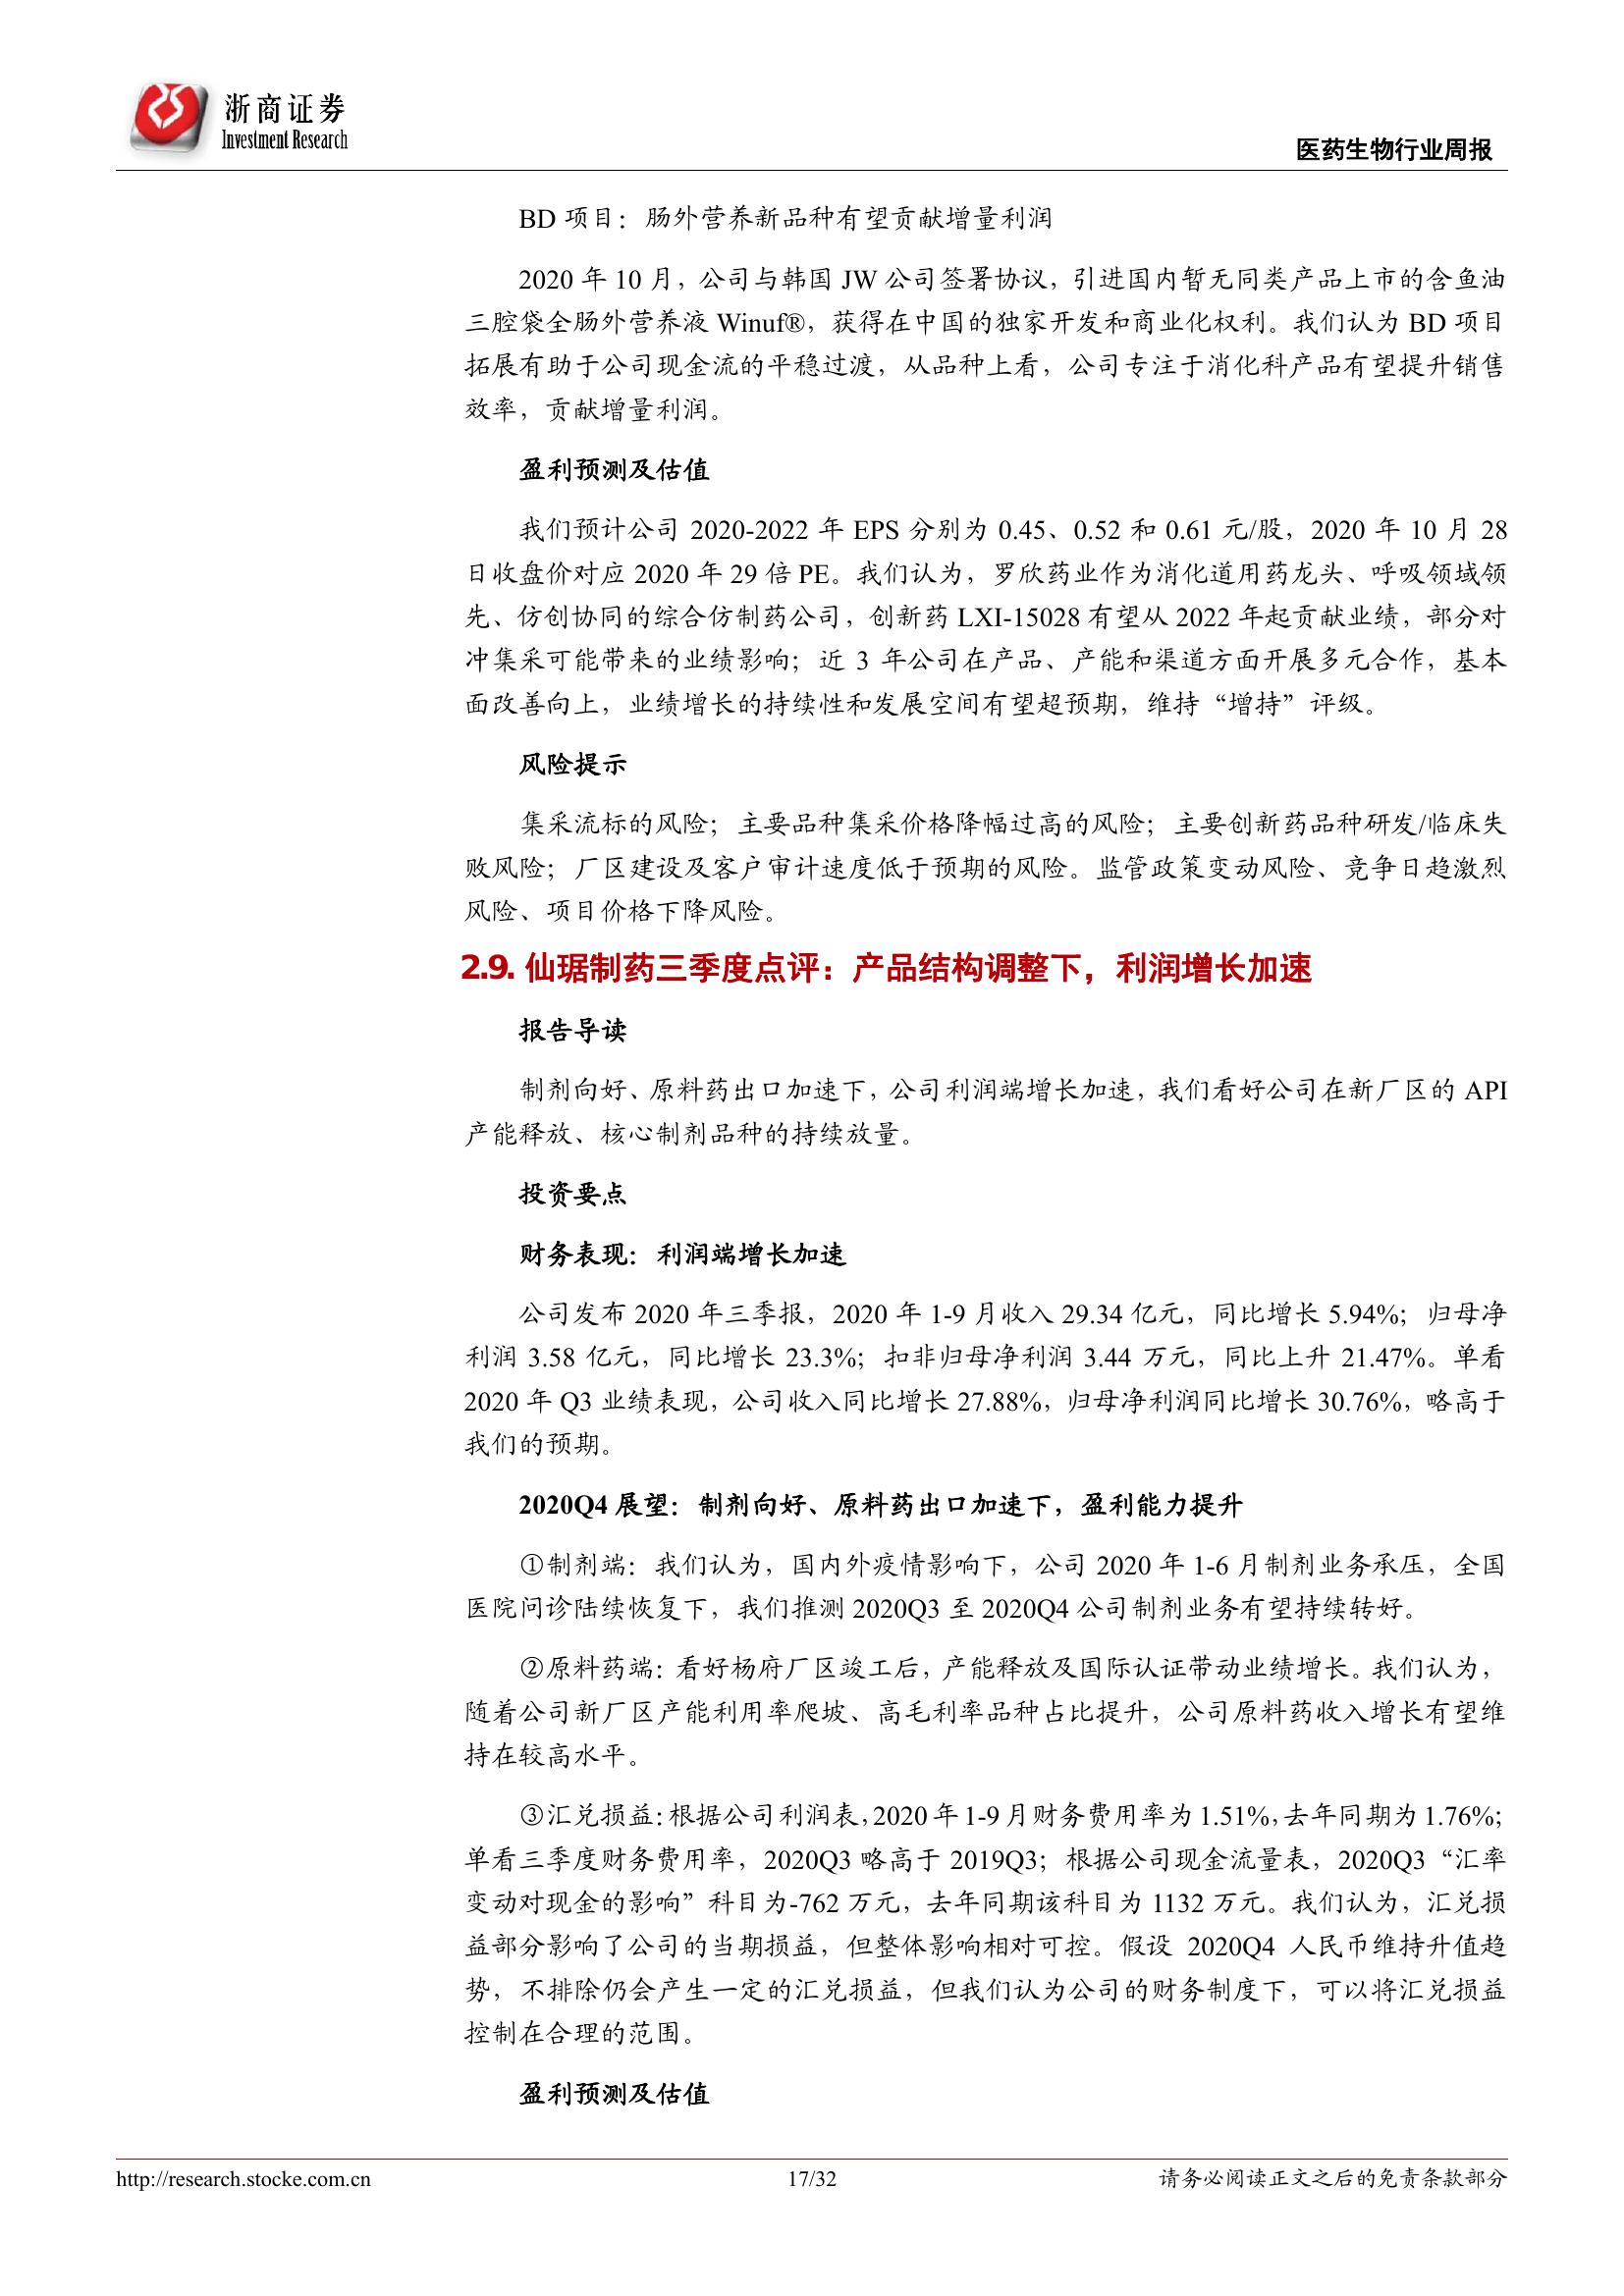 浙商证券
Investment Research
医药生物行业周报
BD 项目：肠外营养新品种有望贡献增量利润
2020 年 10 月，公司与韩国 JW 公司签署协议，引进国内暂无同类产品上市的含鱼油
三腔袋全肠外营养液 Winuf®，获得在中国的独家开发和商业化权利。我们认为 BD 项目
拓展有助于公司现金流的平稳过渡，从品种上看，公司专注于消化科产品有望提升销售
效率，贡献增量利润。
盈利预测及估值
我们预计公司 2020-2022 年 EPS 分别为 0.45、0.52 和 0.61 元/股，2020 年 10 月 28
日收盘价对应 2020 年 29 倍 PE。我们认为，罗欣药业作为消化道用药龙头、呼吸领域领
先、仿创协同的综合仿制药公司，创新药 LXI-15028 有望从 2022 年起贡献业绩，部分对
冲集采可能带来的业绩影响；近 3 年公司在产品、产能和渠道方面开展多元合作，基本
面改善向上，业绩增长的持续性和发展空间有望超预期，维持“增持”评级。
风险提示
集采流标的风险；主要品种集采价格降幅过高的风险；主要创新药品种研发/临床失
败风险；厂区建设及客户审计速度低于预期的风险。监管政策变动风险、竞争日趋激烈
风险、项目价格下降风险。
2.9. 仙琚制药三季度点评：产品结构调整下，利润增长加速
报告导读
制剂向好、原料药出口加速下，公司利润端增长加速，我们看好公司在新厂区的 API
产能释放、核心制剂品种的持续放量。
投资要点
财务表现：利润端增长加速
公司发布 2020 年三季报，2020 年 1-9 月收入 29.34 亿元，同比增长 5.94%；归母净
利润 3.58 亿元，同比增长 23.3%；扣非归母净利润 3.44 万元，同比上升 21.47%。单看
2020 年 Q3 业绩表现，公司收入同比增长 27.88%，归母净利润同比增长 30.76%，略高于
我们的预期。
2020Q4 展望：制剂向好、原料药出口加速下，盈利能力提升
①制剂端：我们认为，国内外疫情影响下，公司 2020 年 1-6 月制剂业务承压，全国
医院问诊陆续恢复下，我们推测 2020Q3 至 2020Q4 公司制剂业务有望持续转好。
②原料药端：看好杨府厂区竣工后，产能释放及国际认证带动业绩增长。我们认为，
随着公司新厂区产能利用率爬坡、高毛利率品种占比提升，公司原料药收入增长有望维
持在较高水平。
③汇兑损益：根据公司利润表，2020 年 1-9 月财务费用率为 1.51%，去年同期为 1.76%；
单看三季度财务费用率，2020Q3 略高于 2019Q3；根据公司现金流量表，2020Q3“汇率
变动对现金的影响”科目为-762 万元，去年同期该科目为 1132 万元。我们认为，汇兑损
益部分影响了公司的当期损益，但整体影响相对可控。假设 2020Q4 人民币维持升值趋
势，不排除仍会产生一定的汇兑损益，但我们认为公司的财务制度下，可以将汇兑损益
控制在合理的范围。
盈利预测及估值
http://research.stocke.com.cn
17/32
请务必阅读正文之后的免责条款部分